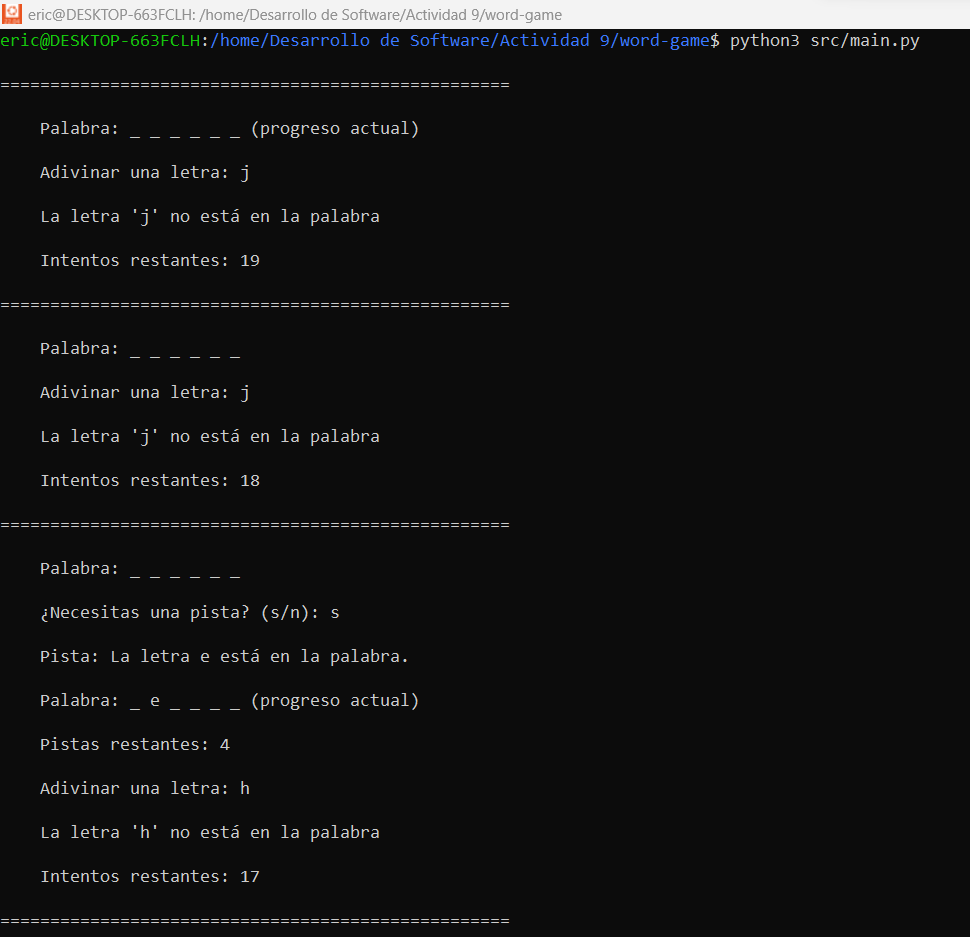 eric@DESKTOP-663FCLH: /home/Desarrollo de Software/Actividad 9/word-game
eric@DESKTOP-663FCLH:/home/Desarrollo de Software/Actividad 9/word-game$ python3 src/main.py
===================================================
Palabra: _ _ _ _ _ _ (progreso actual)
Adivinar una letra: j
La letra 'j' no está en la palabra
Intentos restantes: 19
===================================================
Palabra: _ _ _ _ _ _
Adivinar una letra: j
La letra 'j' no está en la palabra
Intentos restantes: 18
===================================================
Palabra: _ _ _ _ _ _
¿Necesitas una pista? (s/n): s
Pista: La letra e está en la palabra.
Palabra: _ e _ _ _ _ (progreso actual)
Pistas restantes: 4
Adivinar una letra: h
La letra 'h' no está en la palabra
Intentos restantes: 17
===================================================